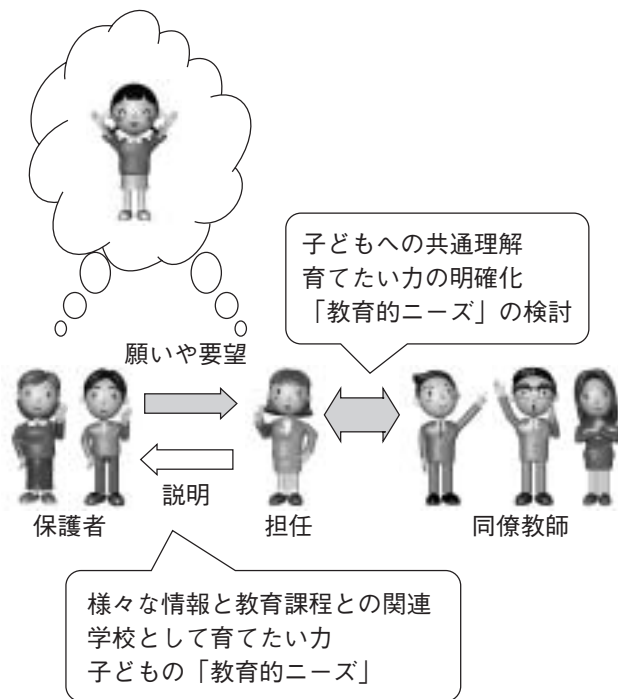 子どもへの共通理解
育てたい力の明確化
「教育的ニーズ」の検討
願いや要望
説明
保護者
担任
同僚教師
様々な情報と教育課程との関連
学校として育てたい力
子どもの「教育的ニーズ」